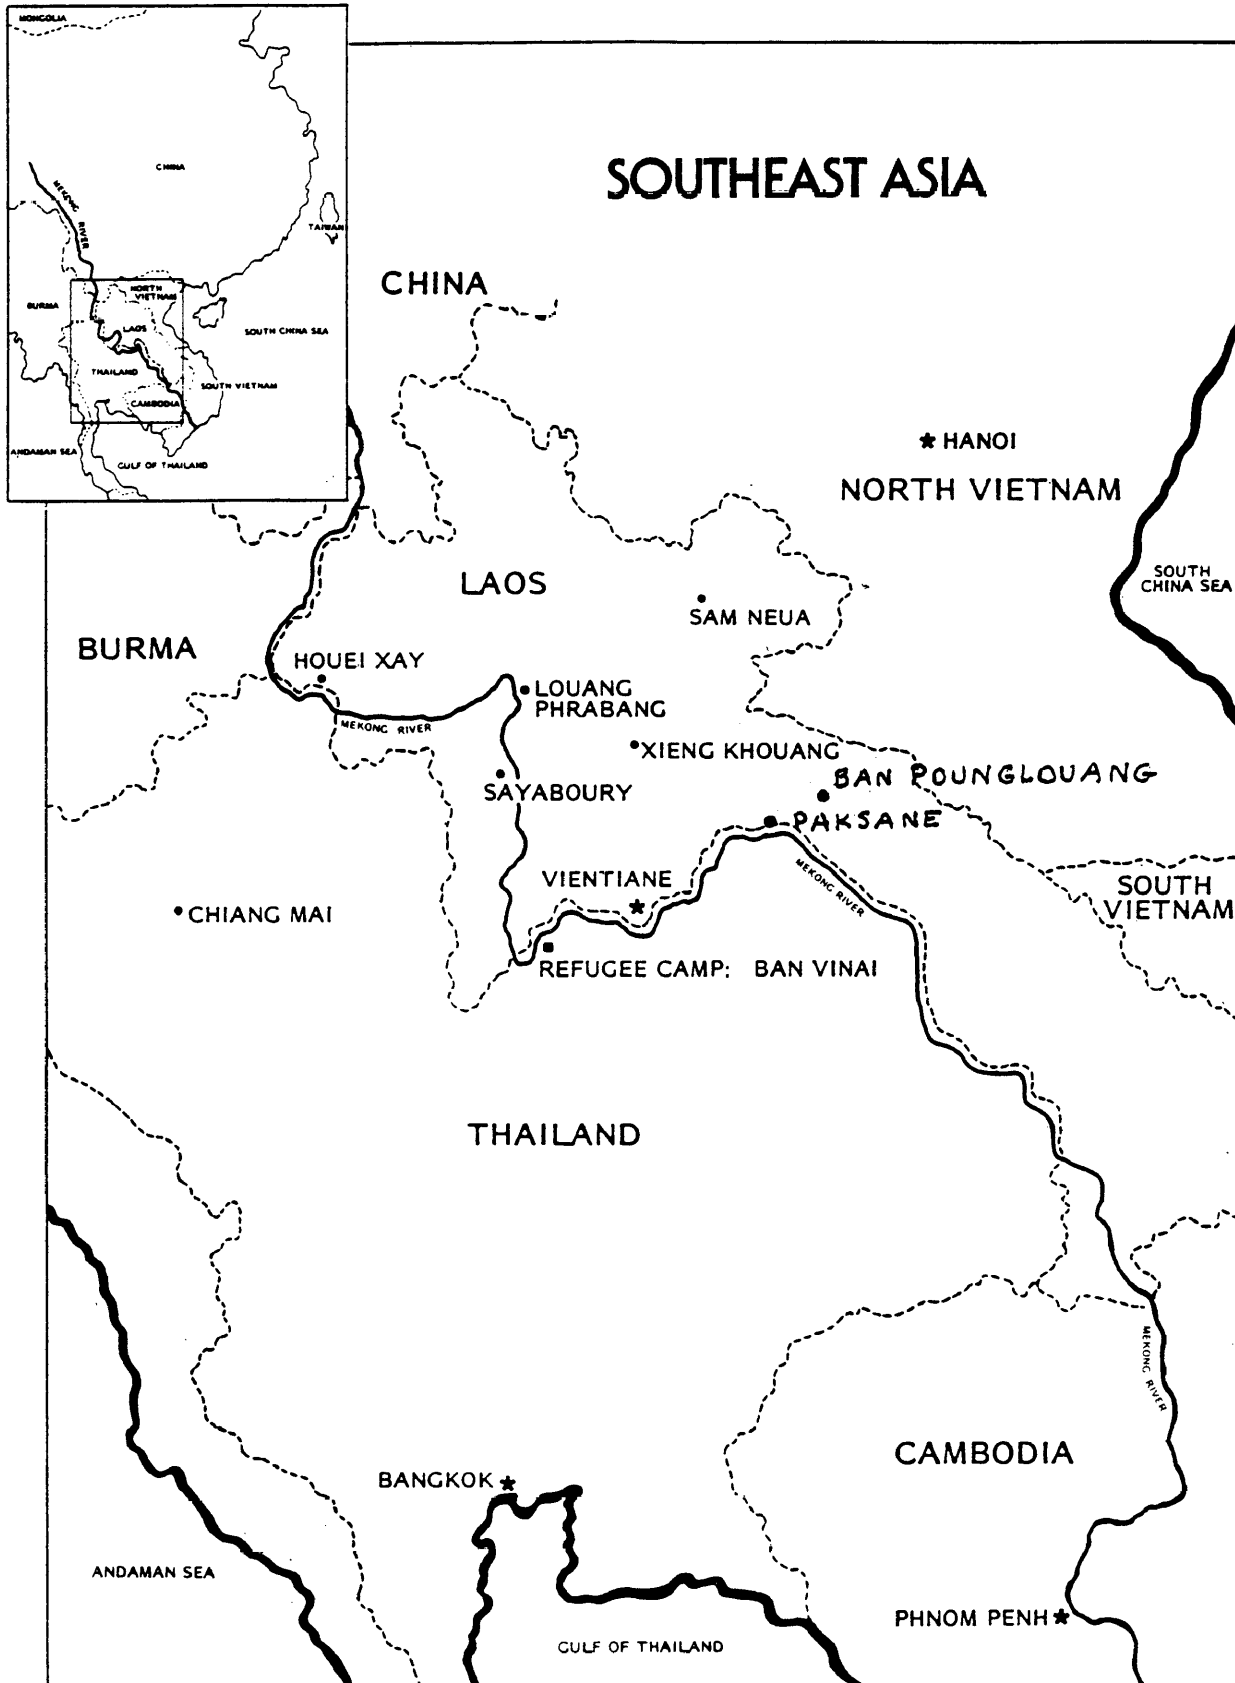 MONGOLIA
CHINA
MEKONG RIVER
TAIWAN
BURMA
NORTH
VIETNAM
LAOS
SOUTH CHINA SEA
THAILAND
SOUTH VIETNAM
CAMBODIA
ANDAMAN SEA
GULF OF THAILAND
SOUTHEAST ASIA
CHINA
HANOI
NORTH VIETNAM
SOUTH
CHINA SEA
LAOS
SAM NEUA
BURMA
HOUEI XAY
LOUANG
PHRABANG
MEKONG RIVER
XIENG KHOUANG
BAN POUNGLOUANG
SAYABOURY
PAKSANE
MEKONG RIVER
VIENTIANE
SOUTH
VIETNAM
CHIANG MAI
REFUGEE CAMP: BAN VINAI
THAILAND
MEKONG RIVER
CAMBODIA
BANGKOK
ANDAMAN SEA
PHNOM PENH
GULF OF THAILAND